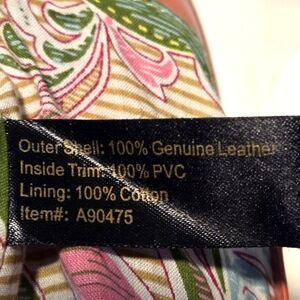 Outer Shell: 100% Genuine Leather
Inside Trim: 100% PVC
Lining: 100% Cotton
Item#: A90475